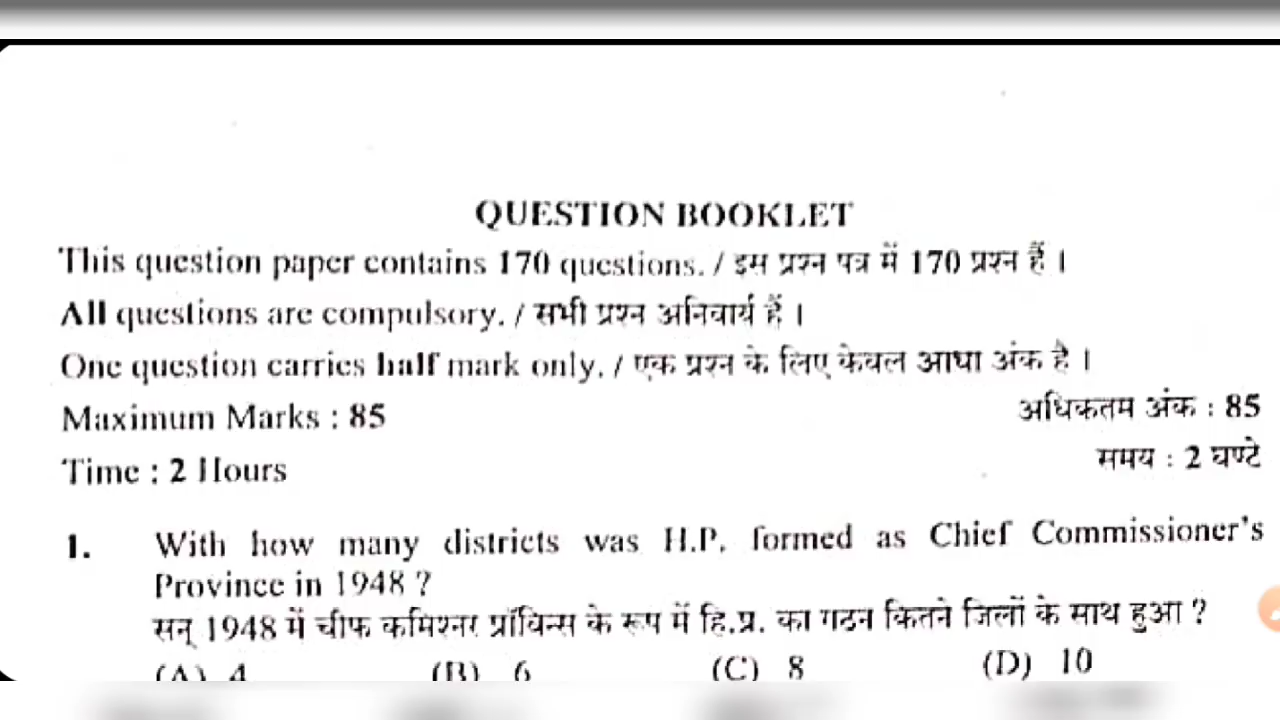 QUESTION BOOKLET
This question paper contains 170 questions. / इस प्रश्न पत्र में 170 प्रश्न हैं ।
All questions are compulsory. / सभी प्रश्न अनिवार्य हैं ।
One question carries half mark only. / एक प्रश्न के लिए केवल आधा अंक है ।
Maximum Marks : 85 अधिकतम अंक : 85
Time : 2 Hours समय : 2 घण्टे
1. With how many districts was H.P. formed as Chief Commissioner's
Province in 1948 ?
सन् 1948 में चीफ कमिश्नर प्रॉविन्स के रूप में हि.प्र. का गठन कितने जिलों के साथ हुआ ?
(A) 4 (B) 6 (C) 8 (D) 10